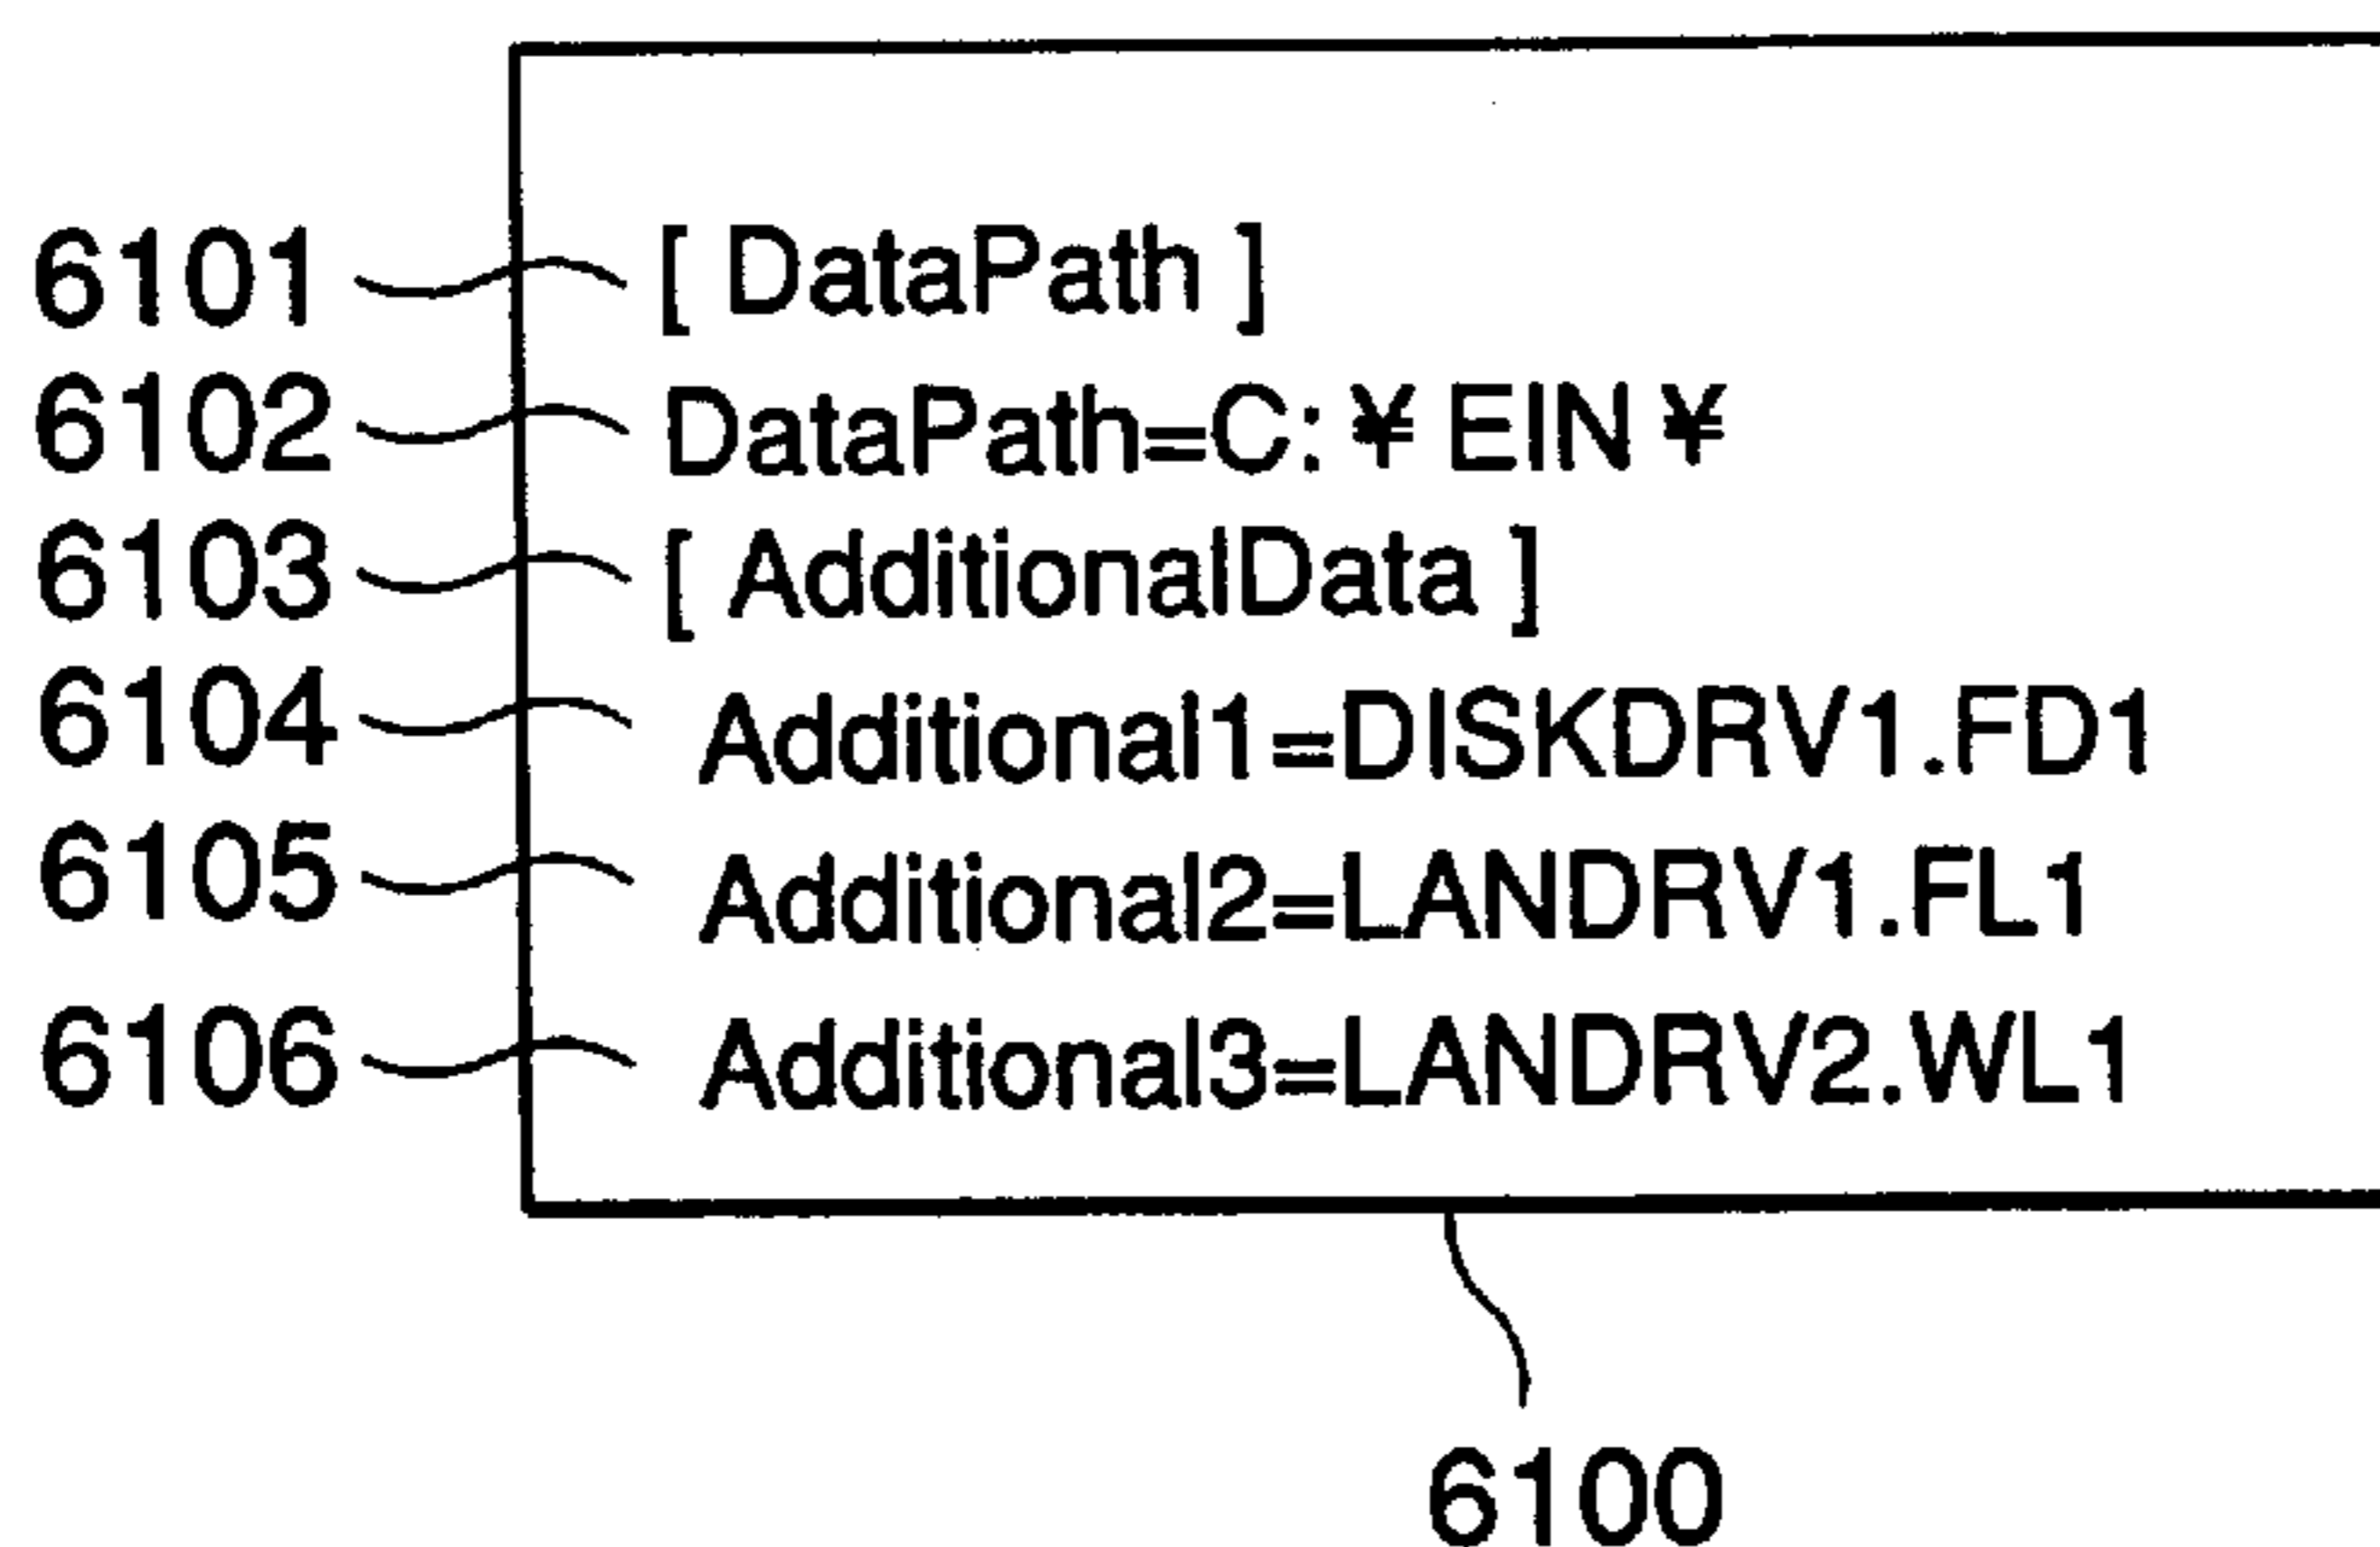 6101 [ DataPath ]
6102 DataPath=C: ¥ EIN ¥
6103 [ AdditionalData ]
6104 Additional1=DISKDRV1.FD1
6105 Additional2=LANDRV1.FL1
6106 Additional3=LANDRV2.WL1
6100